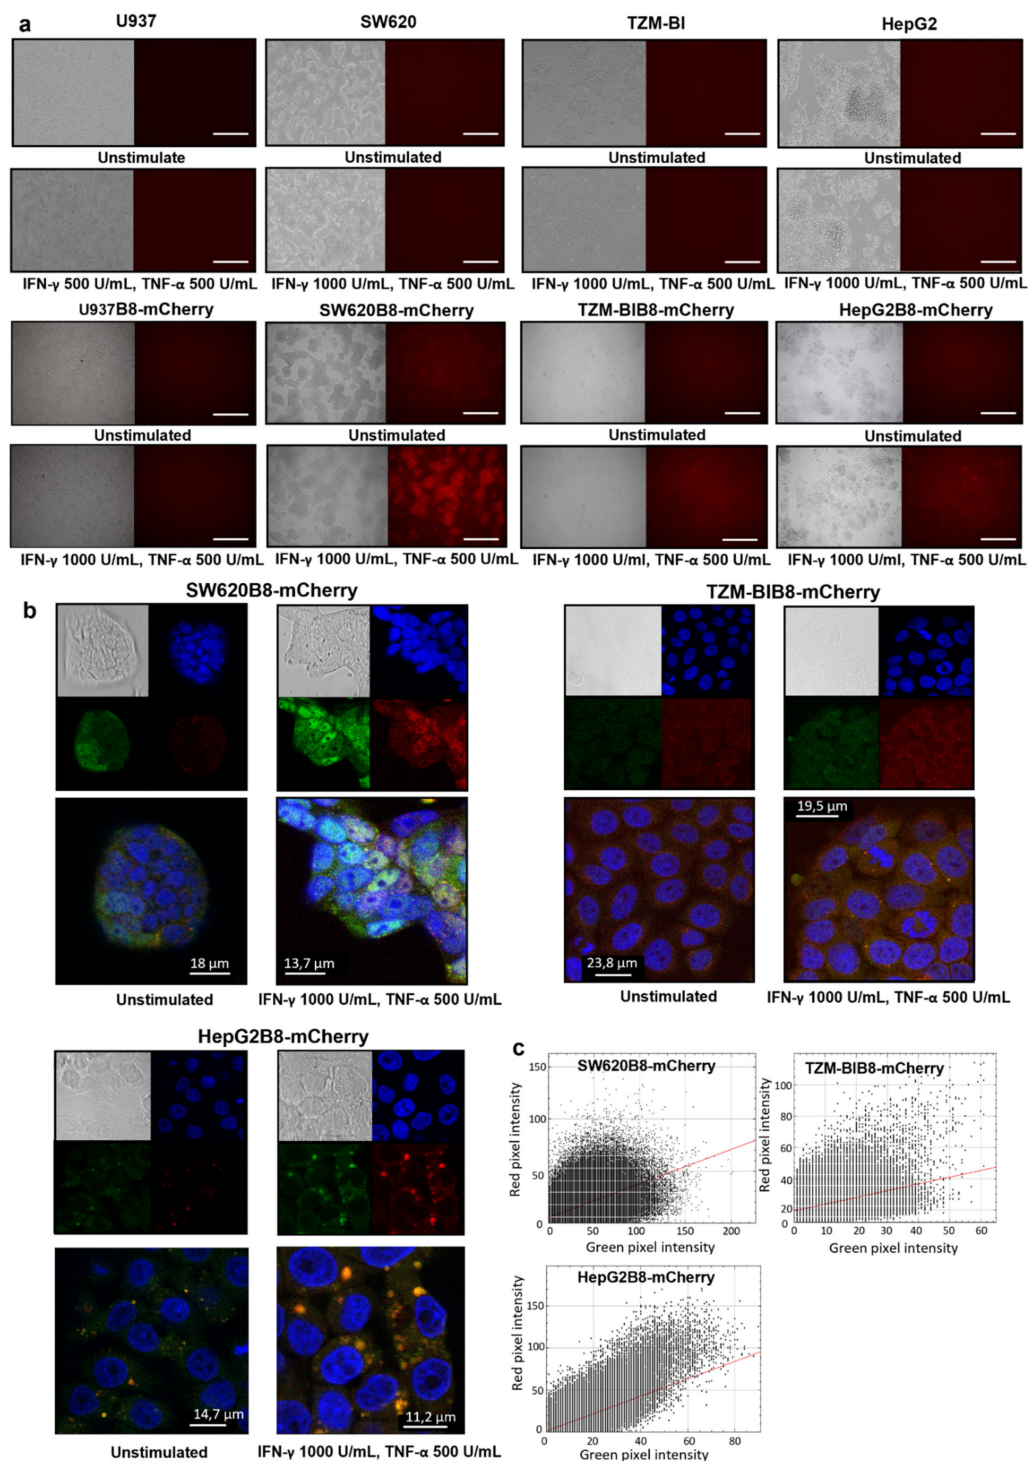 a
U937 SW620 TZM-BI HepG2
Unstimulate Unstimulated Unstimulated Unstimulated
IFN-γ 500 U/mL, TNF-α 500 U/mL IFN-γ 1000 U/mL, TNF-α 500 U/mL IFN-γ 1000 U/mL, TNF-α 500 U/mL IFN-γ 1000 U/mL, TNF-α 500 U/mL
U937B8-mCherry SW620B8-mCherry TZM-BIB8-mCherry HepG2B8-mCherry
Unstimulated Unstimulated Unstimulated Unstimulated
IFN-γ 1000 U/mL, TNF-α 500 U/mL IFN-γ 1000 U/mL, TNF-α 500 U/mL IFN-γ 1000 U/ml, TNF-α 500 U/mL IFN-γ 1000 U/ml, TNF-α 500 U/mL
b
SW620B8-mCherry TZM-BIB8-mCherry
18 µm 13,7 µm 23,8 µm 19,5 µm
Unstimulated IFN-γ 1000 U/mL, TNF-α 500 U/mL Unstimulated IFN-γ 1000 U/mL, TNF-α 500 U/mL
HepG2B8-mCherry
14,7 µm 11,2 µm
Unstimulated IFN-γ 1000 U/mL, TNF-α 500 U/mL
c
SW620B8-mCherry
Red pixel intensity
150
100
50
0
0 50 100 150 200
Green pixel intensity
TZM-BIB8-mCherry
Red pixel intensity
100
80
60
40
20
10
0
0 10 20 30 40 50 60
Green pixel intensity
HepG2B8-mCherry
Red pixel intensity
150
100
50
0
0 20 40 60 80
Green pixel intensity